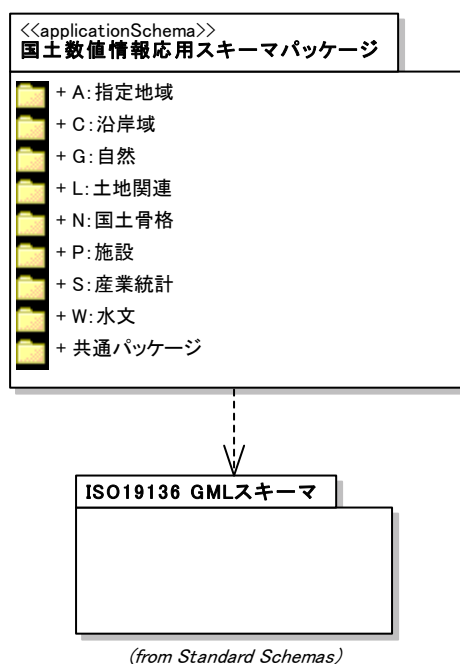 <<applicationSchema>>
国土数値情報応用スキーマパッケージ
+ A:指定地域
+ C:沿岸域
+ G:自然
+ L:土地関連
+ N:国土骨格
+ P:施設
+ S:産業統計
+ W:水文
+ 共通パッケージ
ISO19136 GMLスキーマ
(from Standard Schemas)